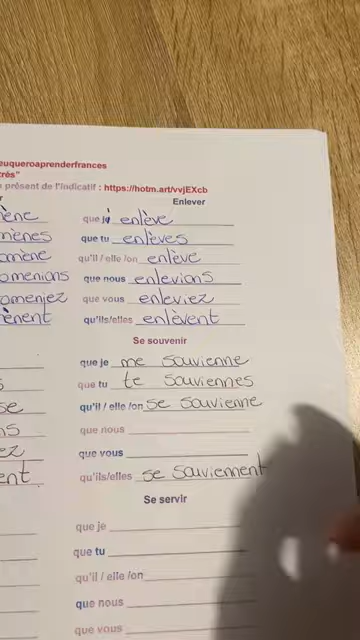 euqueroaprenderfrances
présent de l'indicatif : https://hotm.art/vvjEXcb
Enlever
que j' enlève
que tu enlèves
qu'il / elle /on enlève
que nous enlevions
que vous enleviez
qu'ils/elles enlèvent
Se souvenir
que je me souvienne
que tu te souviennes
qu'il / elle /on se souvienne
que nous
que vous
qu'ils/elles se souviennent
Se servir
que je
que tu
qu'il / elle /on
que nous
que vous